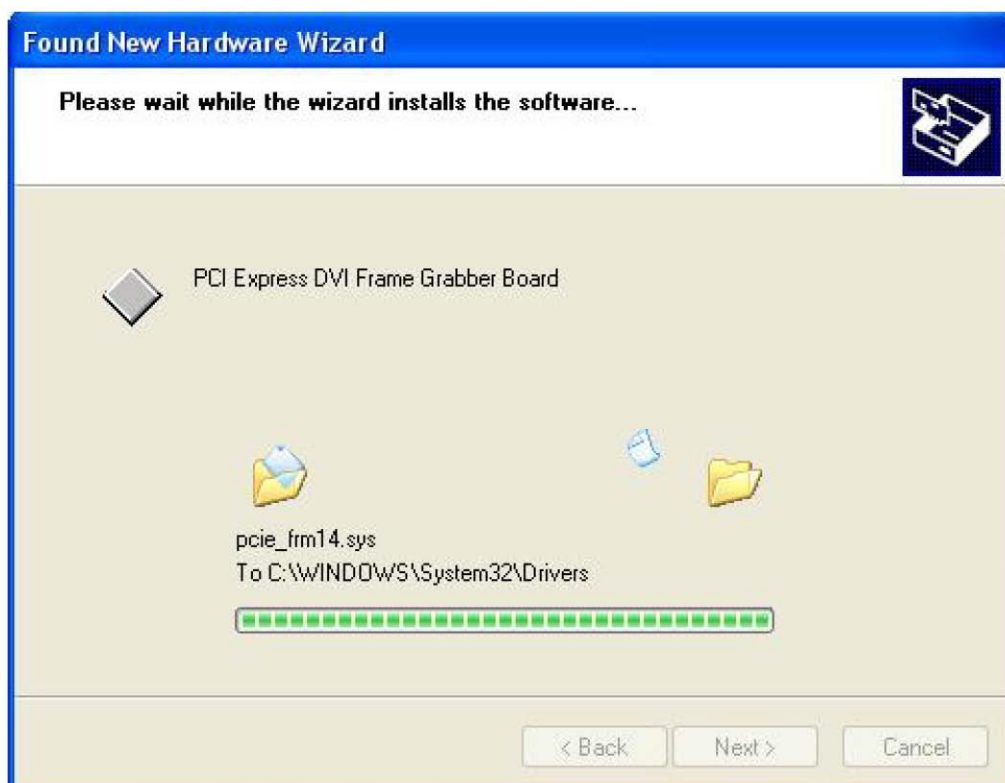 Found New Hardware Wizard
Please wait while the wizard installs the software...
PCI Express DVI Frame Grabber Board
pcie_frm14.sys
To C:\WINDOWS\System32\Drivers
< Back
Next >
Cancel